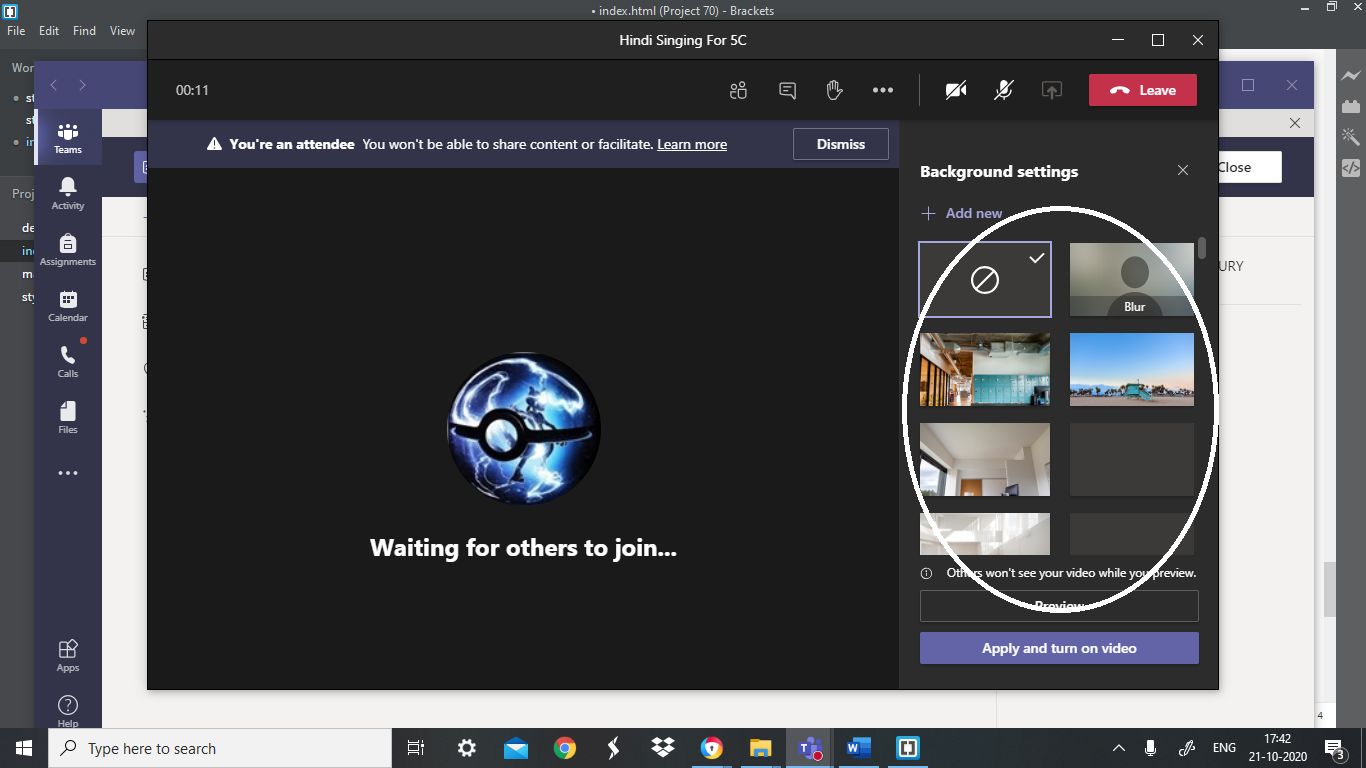 • index.html (Project 70) - Brackets
File Edit Find View
Hindi Singing For 5C
00:11
Leave
You're an attendee You won't be able to share content or facilitate. Learn more
Dismiss
Background settings
Add new
Blur
Others won't see your video while you preview.
Preview
Apply and turn on video
Waiting for others to join...
Close
URY
Wor
st
st
in
Proj
de
ind
ma
sty
Teams
Activity
Assignments
Calendar
Calls
Files
Apps
Help
4
Type here to search
ENG
17:42
21-10-2020
3